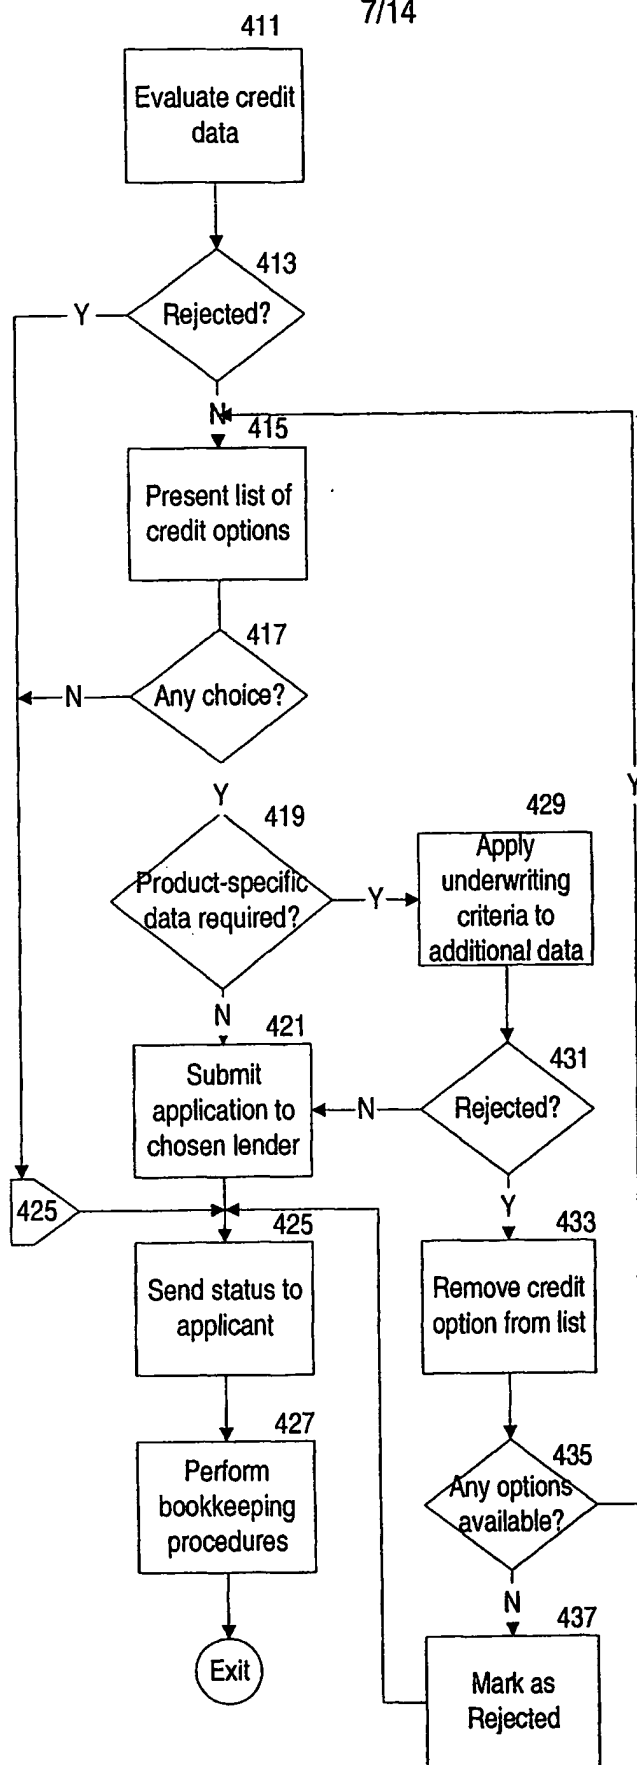 7/14
411
Evaluate credit
data
413
Rejected?
Y
N
415
Present list of
credit options
417
Any choice?
N
Y
419
Product-specific
data required?
Y
429
Apply
underwriting
criteria to
additional data
N
421
Submit
application to
chosen lender
431
Rejected?
N
Y
425
425
Send status to
applicant
433
Remove credit
option from list
427
Perform
bookkeeping
procedures
435
Any options
available?
Y
N
437
Mark as
Rejected
Exit